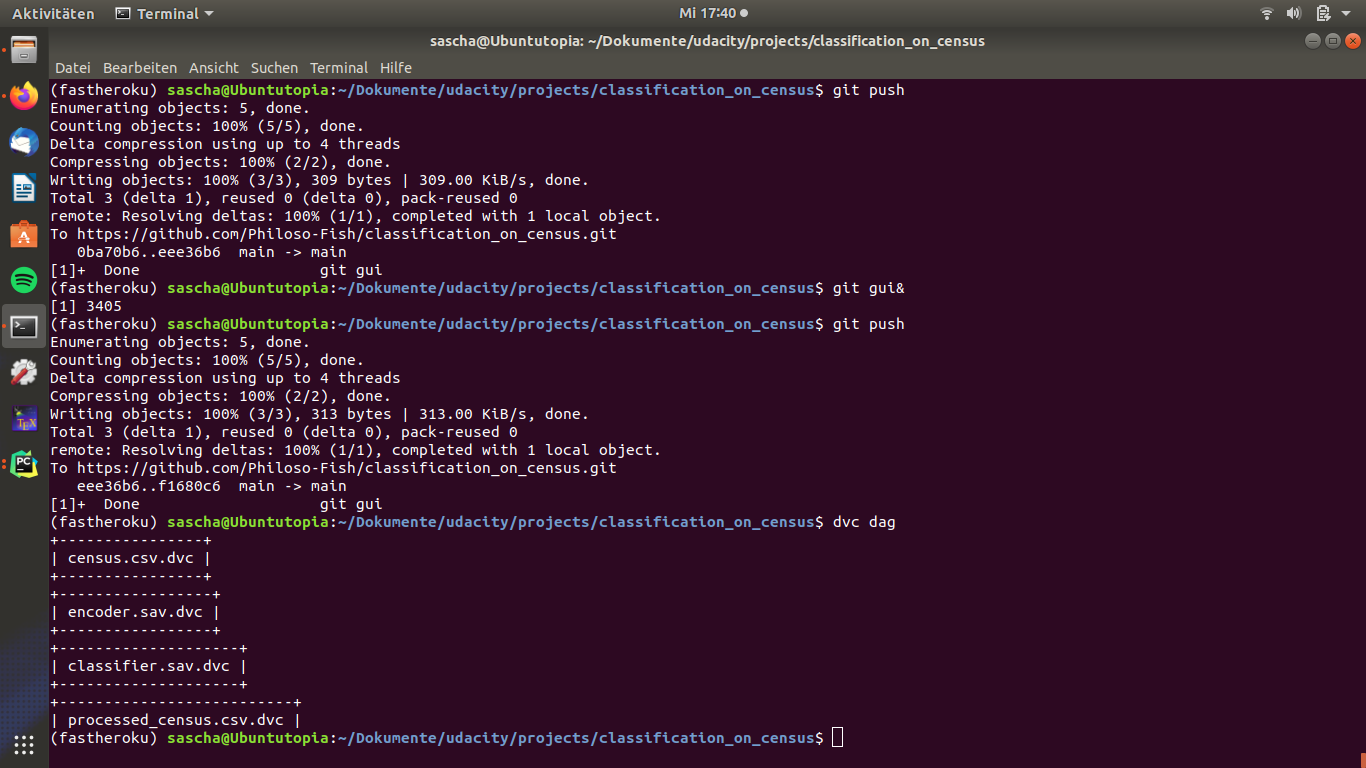 Aktivitäten Terminal Mi 17:40
sascha@Ubuntutopia: ~/Dokumente/udacity/projects/classification_on_census
Datei Bearbeiten Ansicht Suchen Terminal Hilfe
(fastheroku) sascha@Ubuntutopia:~/Dokumente/udacity/projects/classification_on_census$ git push
Enumerating objects: 5, done.
Counting objects: 100% (5/5), done.
Delta compression using up to 4 threads
Compressing objects: 100% (2/2), done.
Writing objects: 100% (3/3), 309 bytes | 309.00 KiB/s, done.
Total 3 (delta 1), reused 0 (delta 0), pack-reused 0
remote: Resolving deltas: 100% (1/1), completed with 1 local object.
To https://github.com/Philoso-Fish/classification_on_census.git
   0ba70b6..eee36b6  main -> main
[1]+  Done                    git gui
(fastheroku) sascha@Ubuntutopia:~/Dokumente/udacity/projects/classification_on_census$ git gui&
[1] 3405
(fastheroku) sascha@Ubuntutopia:~/Dokumente/udacity/projects/classification_on_census$ git push
Enumerating objects: 5, done.
Counting objects: 100% (5/5), done.
Delta compression using up to 4 threads
Compressing objects: 100% (2/2), done.
Writing objects: 100% (3/3), 313 bytes | 313.00 KiB/s, done.
Total 3 (delta 1), reused 0 (delta 0), pack-reused 0
remote: Resolving deltas: 100% (1/1), completed with 1 local object.
To https://github.com/Philoso-Fish/classification_on_census.git
   eee36b6..f1680c6  main -> main
[1]+  Done                    git gui
(fastheroku) sascha@Ubuntutopia:~/Dokumente/udacity/projects/classification_on_census$ dvc dag
+----------------+
| census.csv.dvc |
+----------------+
+-----------------+
| encoder.sav.dvc |
+-----------------+
+--------------------+
| classifier.sav.dvc |
+--------------------+
+--------------------------+
| processed_census.csv.dvc |
(fastheroku) sascha@Ubuntutopia:~/Dokumente/udacity/projects/classification_on_census$
TEX
PC